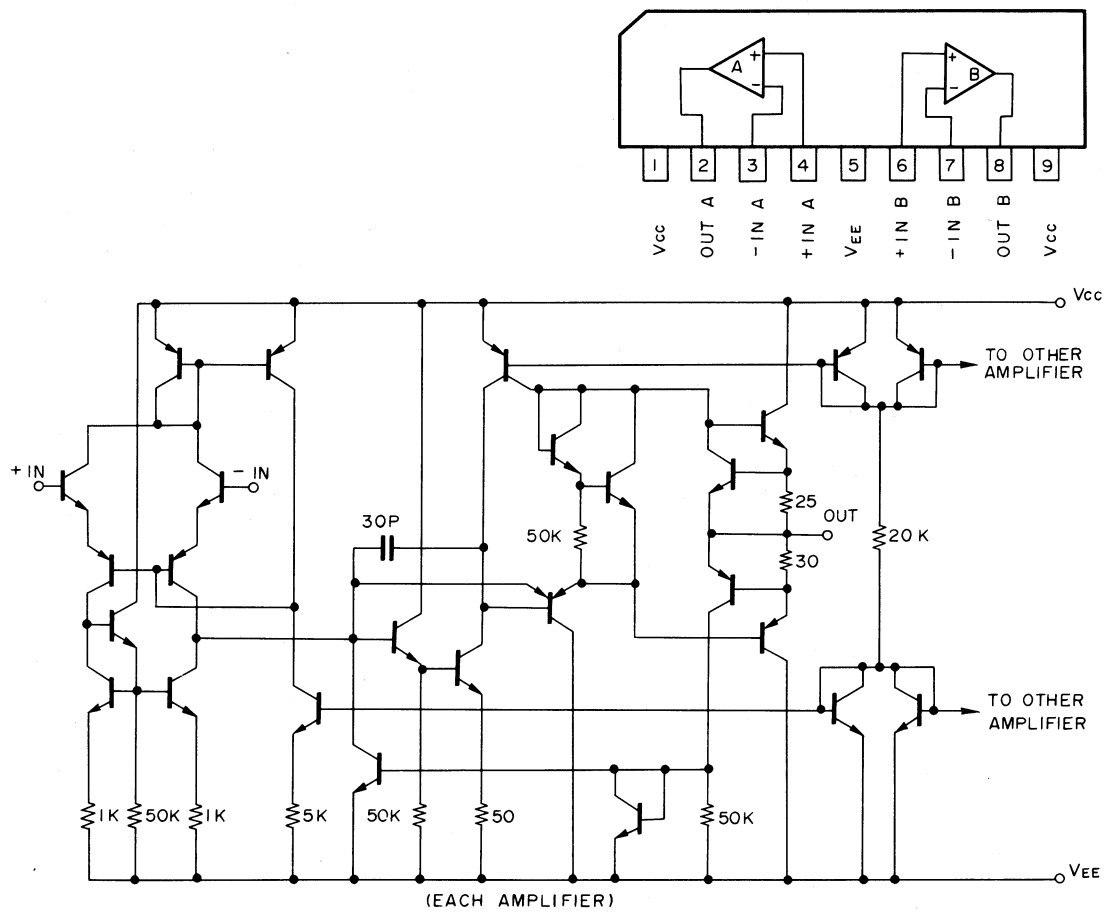 A
+
-
+
-
B
1 2 3 4 5 6 7 8 9
Vcc OUT A -IN A +IN A VEE +IN B -IN B OUT B Vcc
Vcc
TO OTHER
AMPLIFIER
+ IN
- IN
25
OUT
30P
50K
20 K
30
TO OTHER
AMPLIFIER
1K
50K
1K
5K
50K
50
50K
VEE
(EACH AMPLIFIER)